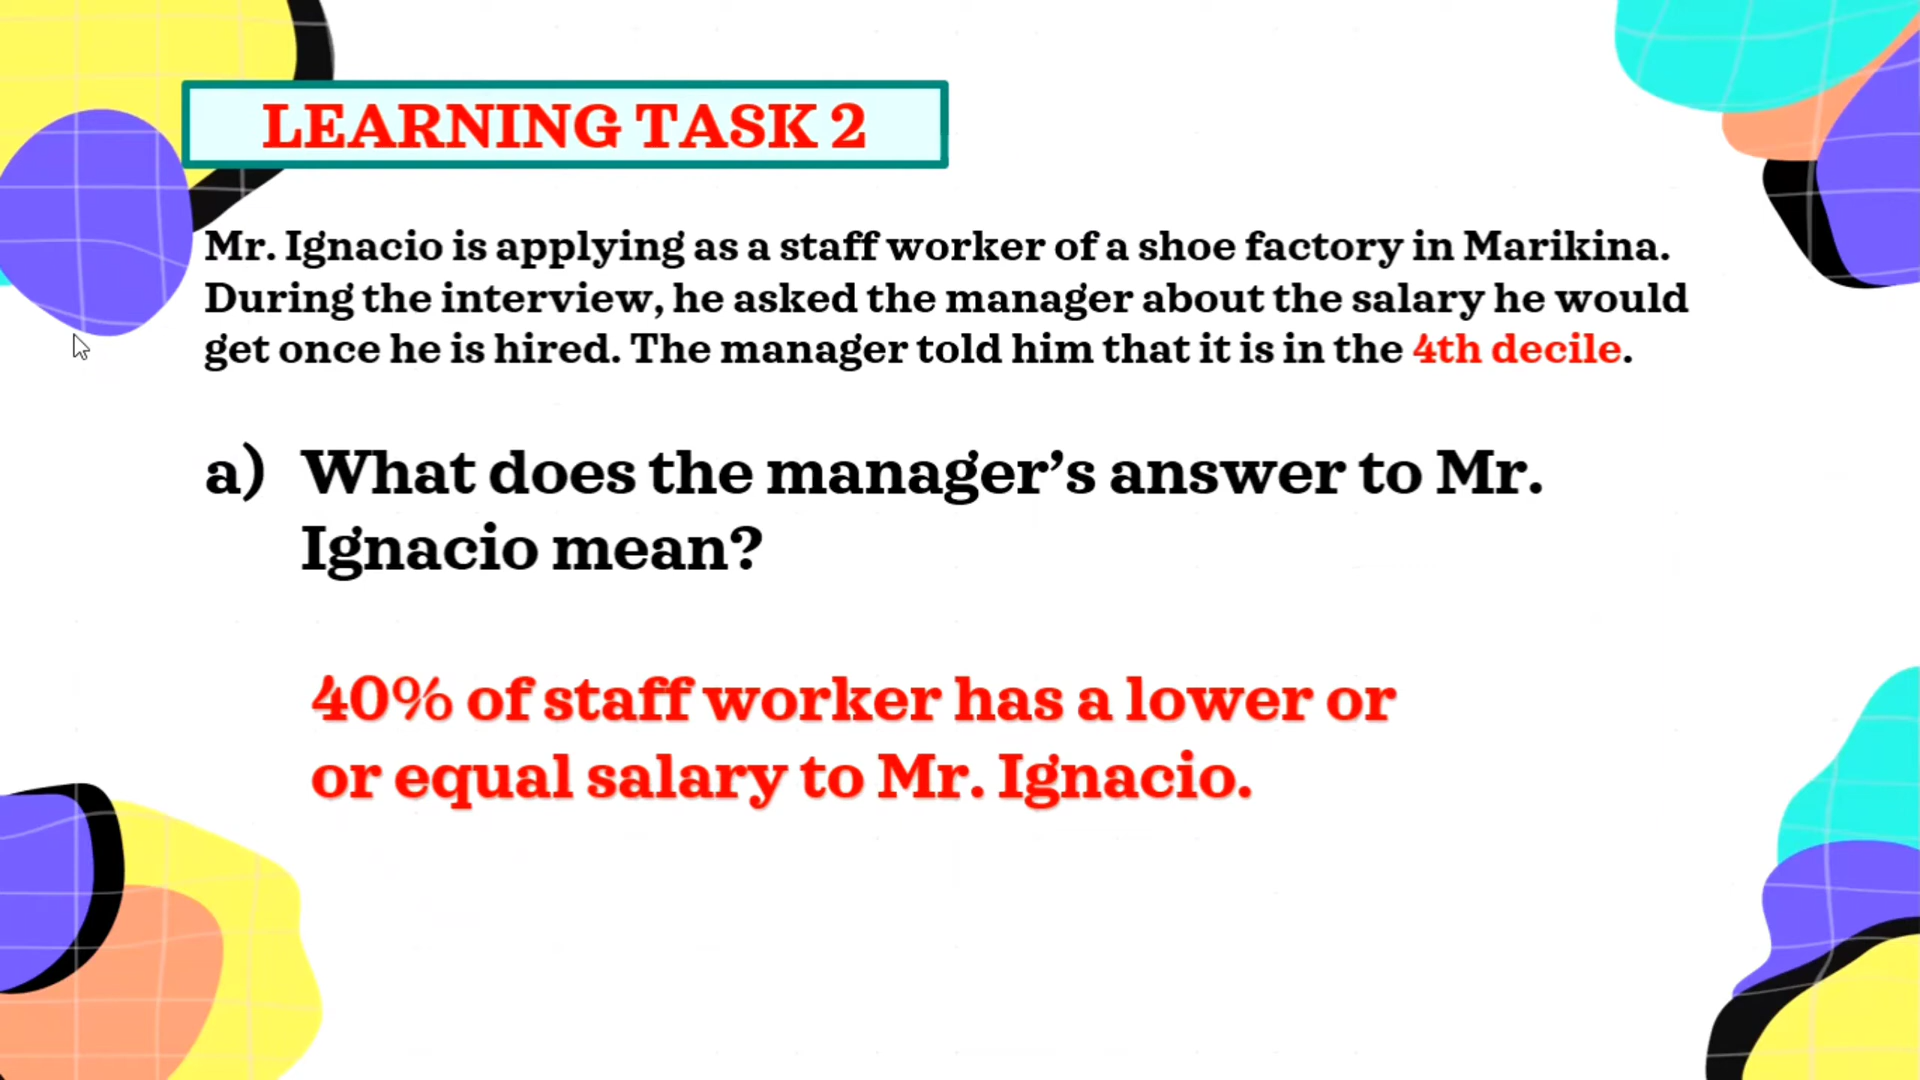 LEARNING TASK 2
Mr. Ignacio is applying as a staff worker of a shoe factory in Marikina.
During the interview, he asked the manager about the salary he would
get once he is hired. The manager told him that it is in the 4th decile.
a) What does the manager’s answer to Mr.
Ignacio mean?
40% of staff worker has a lower or
or equal salary to Mr. Ignacio.